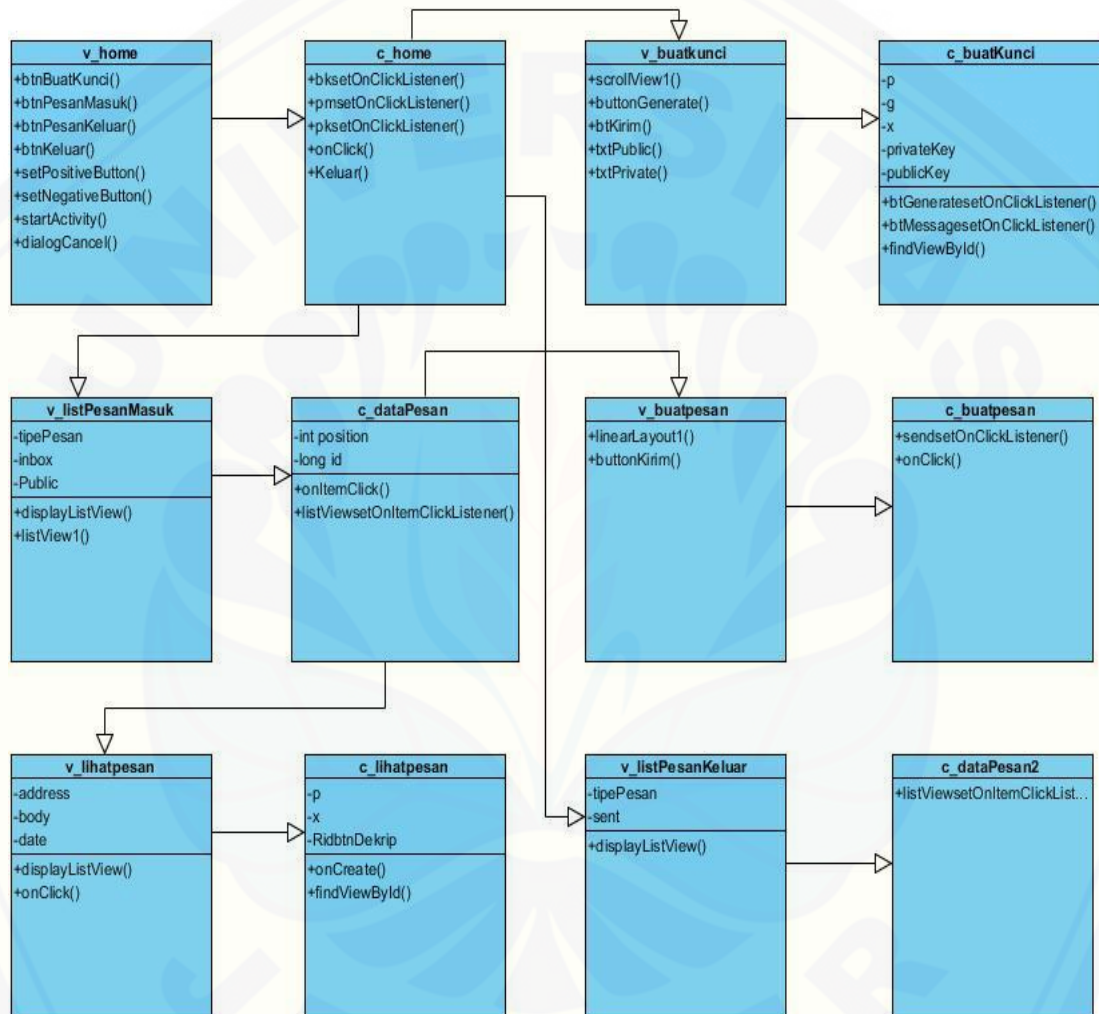 v_home
+btnBuatKunci()
+btnPesanMasuk()
+btnPesanKeluar()
+btnKeluar()
+setPositiveButton()
+setNegativeButton()
+startActivity()
+dialogCancel()
c_home
+bksetOnClickListener()
+pmsetOnClickListener()
+pksetOnClickListener()
+onClick()
+Keluar()
v_buatkunci
+scrollView1()
+buttonGenerate()
+btKirim()
+txtPublic()
+txtPrivate()
c_buatKunci
-p
-g
-x
-privateKey
-publicKey
+btGeneratesetOnClickListener()
+btMessagesetOnClickListener()
+findViewById()
v_listPesanMasuk
-tipePesan
-inbox
-Public
+displayListView()
+listView1()
c_dataPesan
-int position
-long id
+onItemClick()
+listViewsetOnItemClickListener()
v_buatpesan
+linearLayout1()
+buttonKirim()
c_buatpesan
+sendsetOnClickListener()
+onClick()
v_lihatpesan
-address
-body
-date
+displayListView()
+onClick()
c_lihatpesan
-p
-x
-RidbtnDekrip
+onCreate()
+findViewById()
v_listPesanKeluar
-tipePesan
-sent
+displayListView()
c_dataPesan2
+listViewsetOnItemClickList...
UNIVERSITAS